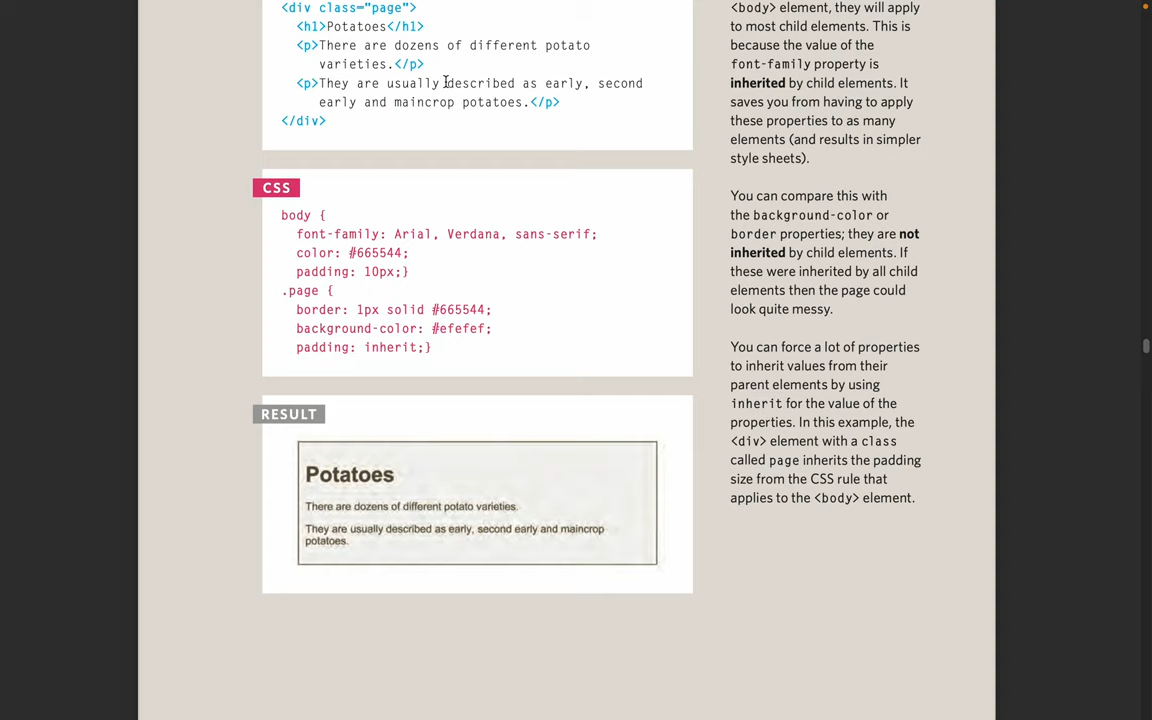 <div class="page">
<h1>Potatoes</h1>
<p>There are dozens of different potato
varieties.</p>
<p>They are usually described as early, second
early and maincrop potatoes.</p>
</div>
CSS
body {
font-family: Arial, Verdana, sans-serif;
color: #665544;
padding: 10px;}
.page {
border: 1px solid #665544;
background-color: #efefef;
padding: inherit;}
RESULT
Potatoes
There are dozens of different potato varieties.
They are usually described as early, second early and maincrop
potatoes.
<body> element, they will apply
to most child elements. This is
because the value of the
font-family property is
inherited by child elements. It
saves you from having to apply
these properties to as many
elements (and results in simpler
style sheets).
You can compare this with
the background-color or
border properties; they are not
inherited by child elements. If
these were inherited by all child
elements then the page could
look quite messy.
You can force a lot of properties
to inherit values from their
parent elements by using
inherit for the value of the
properties. In this example, the
<div> element with a class
called page inherits the padding
size from the CSS rule that
applies to the <body> element.